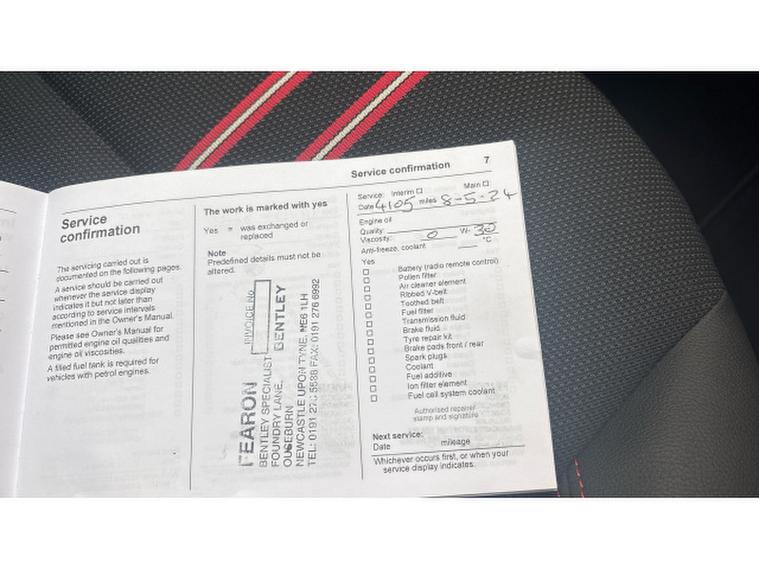 Service confirmation 7
Service
confirmation
The servicing carried out is
documented on the following pages.
A service should be carried out
whenever the service display
indicates it but not later than
according to service intervals
mentioned in the Owner's Manual.
Please see Owner's Manual for
permitted engine oil qualities and
engine oil viscosities.
A filled fuel tank is required for
vehicles with petrol engines.
The work is marked with yes
Yes = was exchanged or
replaced
Note
Predefined details must not be
altered.
INVOICE No
FEARON BENTLEY
BENTLEY SPECIALIST
FOUNDRY LANE,
OUSEBURN
NEWCASTLE UPON TYNE, NE6 1LH
TEL: 0191 276 5588 FAX: 0191 276 6992
Service: Interim ☐ Main ☐
Date 4105 miles 8-5-24
Engine oil
Quality:
Viscosity: 0 W- 30
Anti-freeze, coolant °C
Yes
☐ Battery (radio remote control)
☐ Pollen filter
☐ Air cleaner element
☐ Ribbed V-belt
☐ Toothed belt
☐ Fuel filter
☐ Transmission fluid
☐ Brake fluid
☐ Tyre repair kit
☐ Brake pads front / rear
☐ Spark plugs
☐ Coolant
☐ Fuel additive
☐ Ion filter element
☐ Fuel cell system coolant
Authorised repairer
stamp and signature
Next service:
Date mileage
Whichever occurs first, or when your
service display indicates.